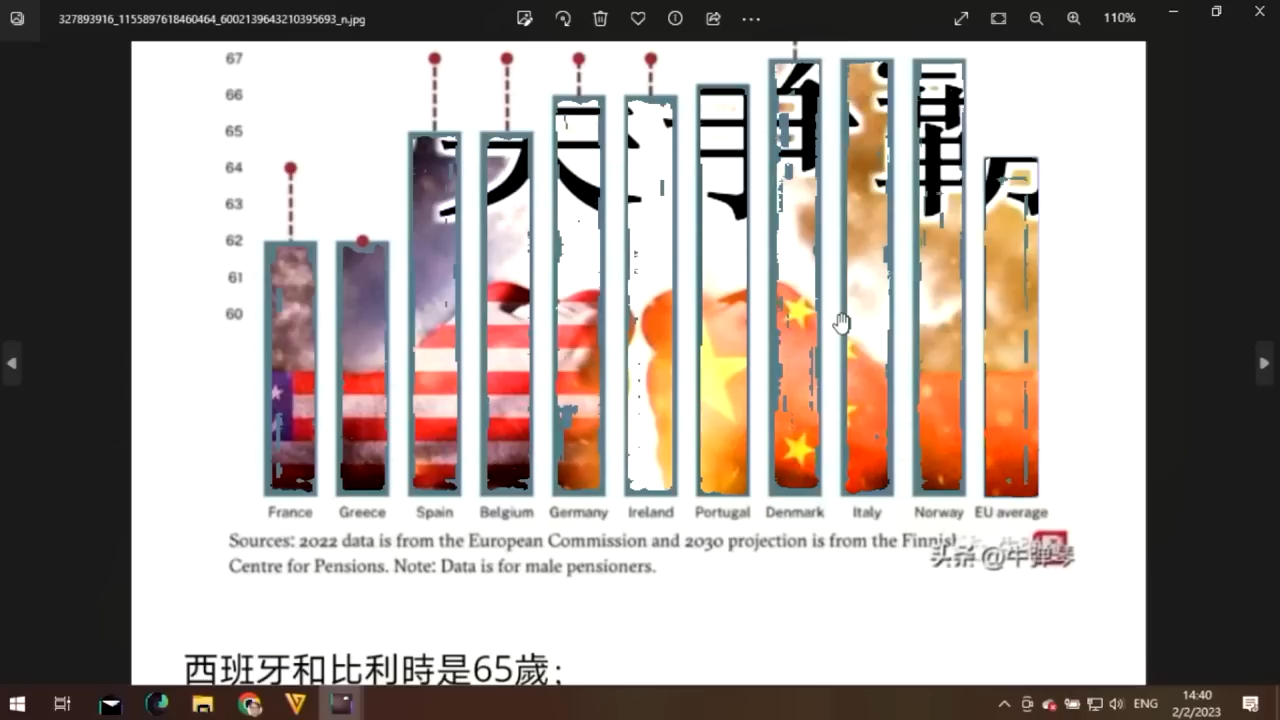 327893916_1155897618460464_6002139643210395693_n.jpg
110%
67
66
65
64
63
62
61
60
France Greece Spain Belgium Germany Ireland Portugal Denmark Italy Norway EU average
Sources: 2022 data is from the European Commission and 2030 projection is from the Finnish
Centre for Pensions. Note: Data is for male pensioners.
头条 @牛弹琴
西班牙和比利時是65歲;
ENG
14:40
2/2/2023